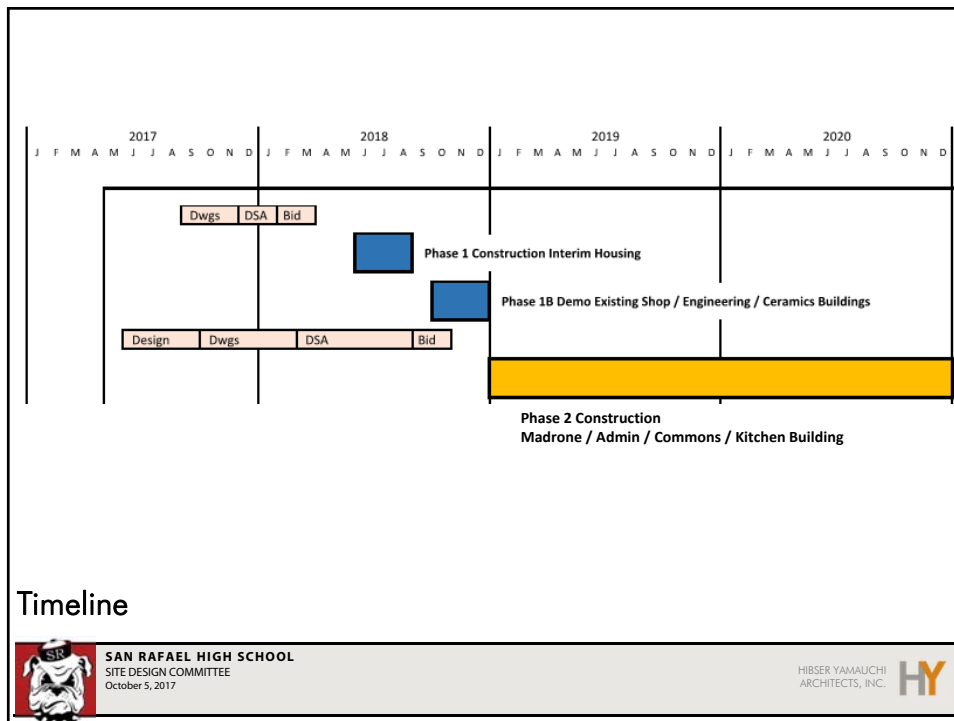 2017 2018 2019 2020
J F M A M J J A S O N D J F M A M J J A S O N D J F M A M J J A S O N D J F M A M J J A S O N D
Dwgs DSA Bid
Phase 1 Construction Interim Housing
Phase 1B Demo Existing Shop / Engineering / Ceramics Buildings
Design Dwgs DSA Bid
Phase 2 Construction
Madrone / Admin / Commons / Kitchen Building
Timeline
SR
SAN RAFAEL HIGH SCHOOL
SITE DESIGN COMMITTEE
October 5, 2017
HIBSER YAMAUCHI
ARCHITECTS, INC.
HY